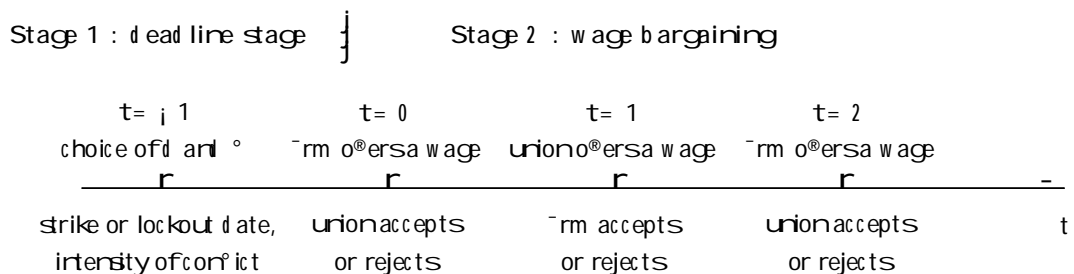 Stage 1 : deadline stage j j j Stage 2 : wage bargaining
t= ¡ 1 t= 0 t= 1 t= 2
choice of d and ° ¯rm o®ers a wage union o®ers a wage ¯rm o®ers a wage
r r r r -
strike or lockout date, union accepts ¯rm accepts union accepts t
intensity of con°ict or rejects or rejects or rejects